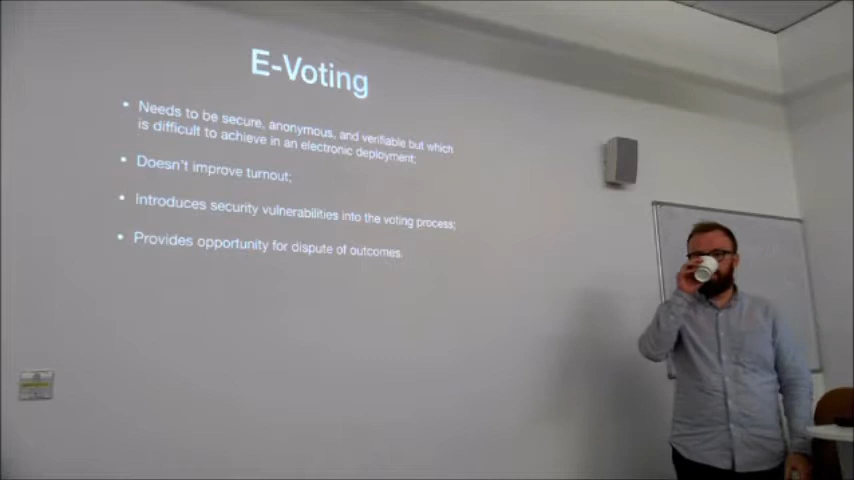 E-Voting
• Needs to be secure, anonymous, and verifiable but which
is difficult to achieve in an electronic deployment;
• Doesn't improve turnout;
• Introduces security vulnerabilities into the voting process;
• Provides opportunity for dispute of outcomes.